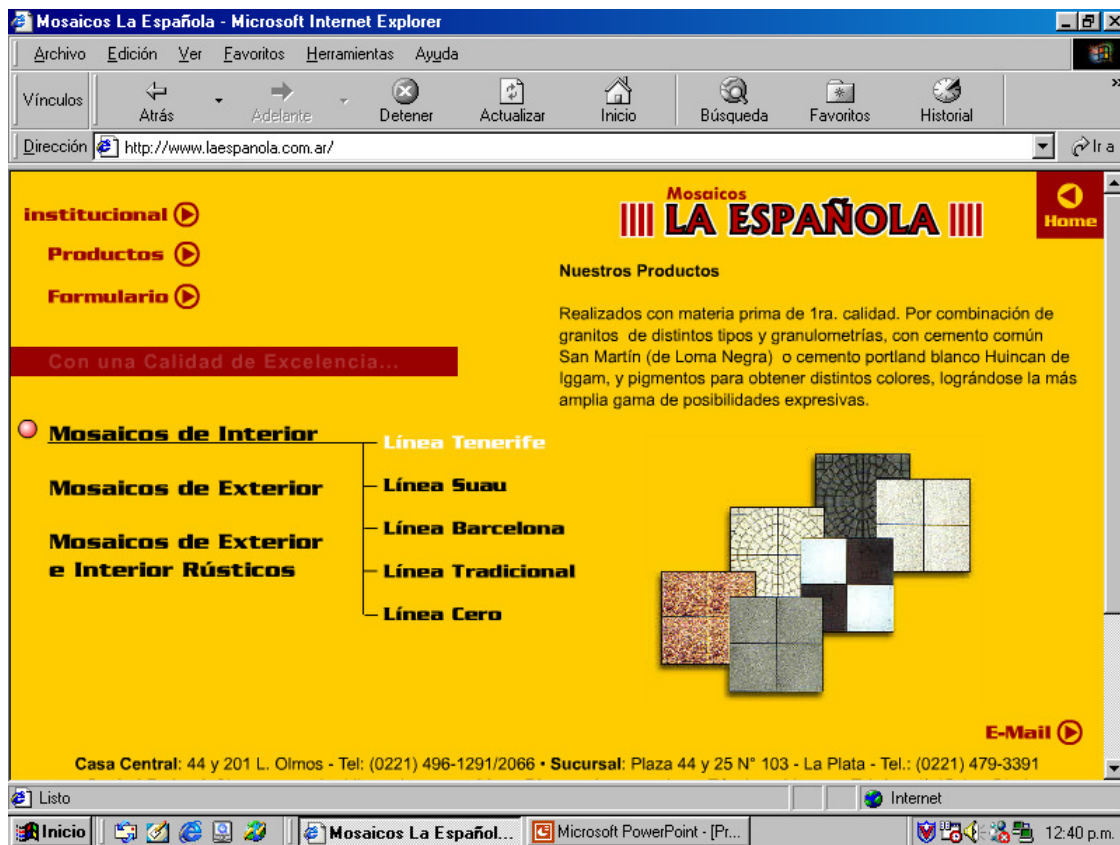 Mosaicos La Española - Microsoft Internet Explorer
Archivo Edición Ver Favoritos Herramientas Ayuda
Vínculos Atrás Adelante Detener Actualizar Inicio Búsqueda Favoritos Historial
Dirección http://www.laespanola.com.ar/ Ir a
institucional
Productos
Formulario
Con una Calidad de Excelencia...
Mosaicos
LA ESPAÑOLA
Home
Nuestros Productos
Realizados con materia prima de 1ra. calidad. Por combinación de
granitos de distintos tipos y granulometrías, con cemento común
San Martín (de Loma Negra) o cemento portland blanco Huincan de
Iggam, y pigmentos para obtener distintos colores, lográndose la más
amplia gama de posibilidades expresivas.
Mosaicos de Interior
Mosaicos de Exterior
Mosaicos de Exterior
e Interior Rústicos
Línea Tenerife
Línea Suau
Línea Barcelona
Línea Tradicional
Línea Cero
E-Mail
Casa Central: 44 y 201 L. Olmos - Tel: (0221) 496-1291/2066 • Sucursal: Plaza 44 y 25 N° 103 - La Plata - Tel.: (0221) 479-3391
Listo Internet
Inicio Mosaicos La Español... Microsoft PowerPoint - [Pr... 12:40 p.m.